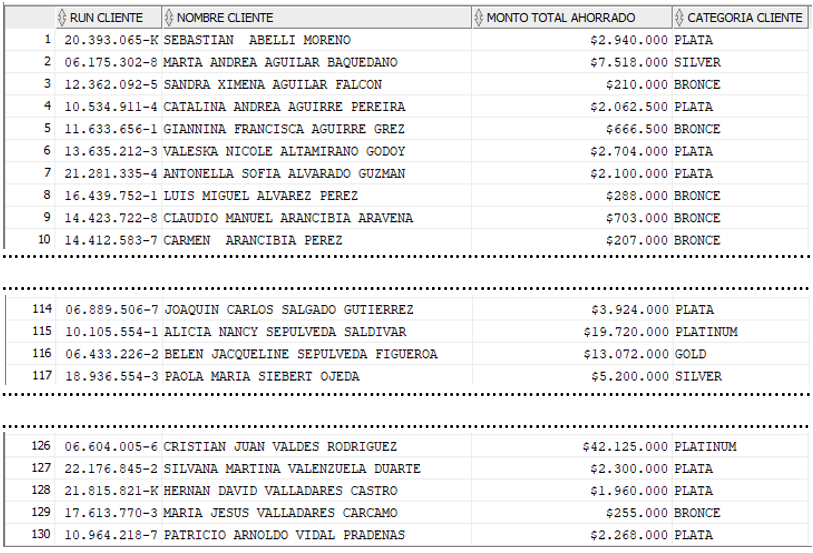 RUN CLIENTE NOMBRE CLIENTE MONTO TOTAL AHORRADO CATEGORIA CLIENTE
1 20.393.065-K SEBASTIAN  ABELLI MORENO $2.940.000 PLATA
2 06.175.302-8 MARTA ANDREA AGUILAR BAQUEDANO $7.518.000 SILVER
3 12.362.092-5 SANDRA XIMENA AGUILAR FALCON $210.000 BRONCE
4 10.534.911-4 CATALINA ANDREA AGUIRRE PEREIRA $2.062.500 PLATA
5 11.633.656-1 GIANNINA FRANCISCA AGUIRRE GREZ $666.500 BRONCE
6 13.635.212-3 VALESKA NICOLE ALTAMIRANO GODOY $2.704.000 PLATA
7 21.281.335-4 ANTONELLA SOFIA ALVARADO GUZMAN $2.100.000 PLATA
8 16.439.752-1 LUIS MIGUEL ALVAREZ PEREZ $288.000 BRONCE
9 14.423.722-8 CLAUDIO MANUEL ARANCIBIA ARAVENA $703.000 BRONCE
10 14.412.583-7 CARMEN  ARANCIBIA PEREZ $207.000 BRONCE
114 06.889.506-7 JOAQUIN CARLOS SALGADO GUTIERREZ $3.924.000 PLATA
115 10.105.554-1 ALICIA NANCY SEPULVEDA SALDIVAR $19.720.000 PLATINUM
116 06.433.226-2 BELEN JACQUELINE SEPULVEDA FIGUEROA $13.072.000 GOLD
117 18.936.554-3 PAOLA MARIA SIEBERT OJEDA $5.200.000 SILVER
126 06.604.005-6 CRISTIAN JUAN VALDES RODRIGUEZ $42.125.000 PLATINUM
127 22.176.845-2 SILVANA MARTINA VALENZUELA DUARTE $2.300.000 PLATA
128 21.815.821-K HERNAN DAVID VALLADARES CASTRO $1.960.000 PLATA
129 17.613.770-3 MARIA JESUS VALLADARES CARCAMO $255.000 BRONCE
130 10.964.218-7 PATRICIO ARNOLDO VIDAL PRADENAS $2.268.000 PLATA